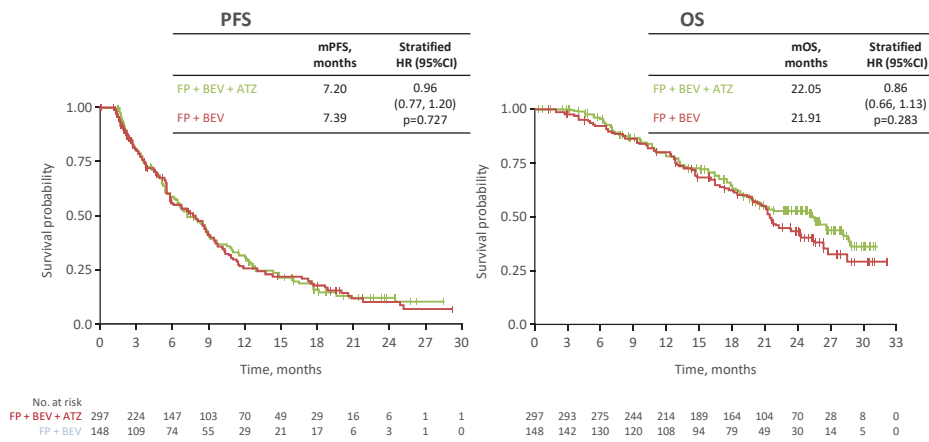 PFS
mPFS, months
Stratified HR (95%CI)
FP + BEV + ATZ 7.20 0.96 (0.77, 1.20)
FP + BEV 7.39 p=0.727
1.00
0.75
0.50
0.25
0.0
Survival probability
0 3 6 9 12 15 18 21 24 27 30
Time, months
OS
mOS, months
Stratified HR (95%CI)
FP + BEV + ATZ 22.05 0.86 (0.66, 1.13)
FP + BEV 21.91 p=0.283
1.00
0.75
0.50
0.25
0.0
Survival probability
0 3 6 9 12 15 18 21 24 27 30 33
Time, months
No. at risk
FP + BEV + ATZ 297 224 147 103 70 49 29 16 6 1 1 297 293 275 244 214 189 164 104 70 28 8 0
FP + BEV 148 109 74 55 29 21 17 6 3 1 0 148 142 130 120 108 94 79 49 30 14 5 0